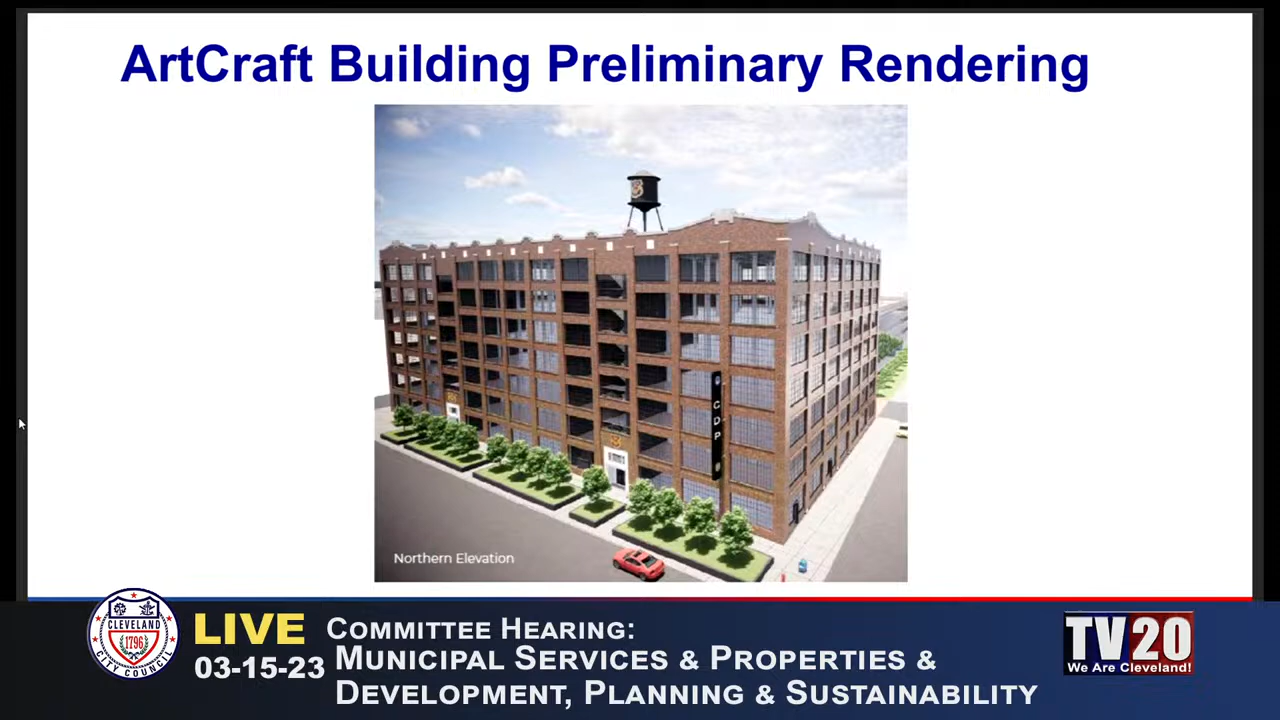 ArtCraft Building Preliminary Rendering
CDP
Northern Elevation
CLEVELAND
1796
CITY COUNCIL
LIVE
03-15-23
COMMITTEE HEARING:
MUNICIPAL SERVICES & PROPERTIES &
DEVELOPMENT, PLANNING & SUSTAINABILITY
TV20
We Are Cleveland!